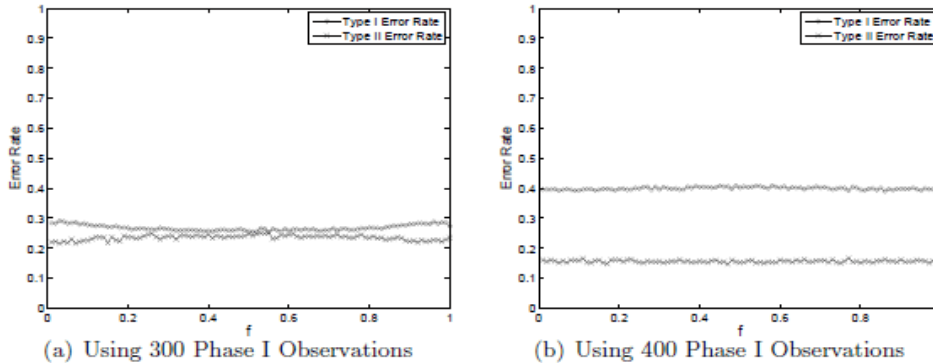 1
0.9
0.8
0.7
0.6
0.5
0.4
0.3
0.2
0.1
0
Error Rate
Type I Error Rate
Type II Error Rate
0 0.2 0.4 0.6 0.8 1
f
(a) Using 300 Phase I Observations
1
0.9
0.8
0.7
0.6
0.5
0.4
0.3
0.2
0.1
0
Error Rate
Type I Error Rate
Type II Error Rate
0 0.2 0.4 0.6 0.8
f
(b) Using 400 Phase I Observations